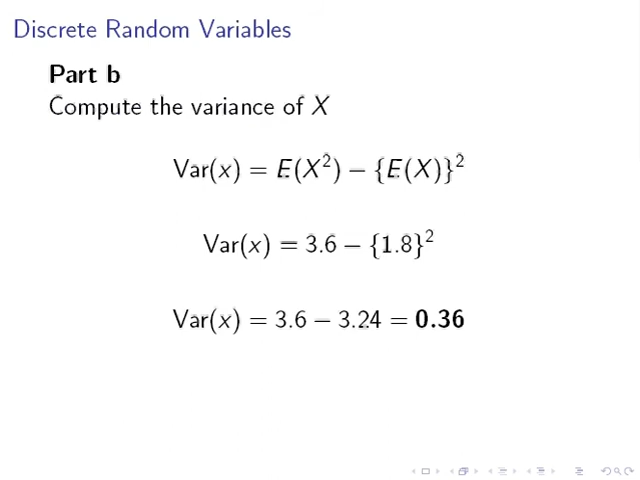 Discrete Random Variables
Part b
Compute the variance of X
Var(x) = E(X²) − {E(X)}²
Var(x) = 3.6 − {1.8}²
Var(x) = 3.6 − 3.24 = 0.36